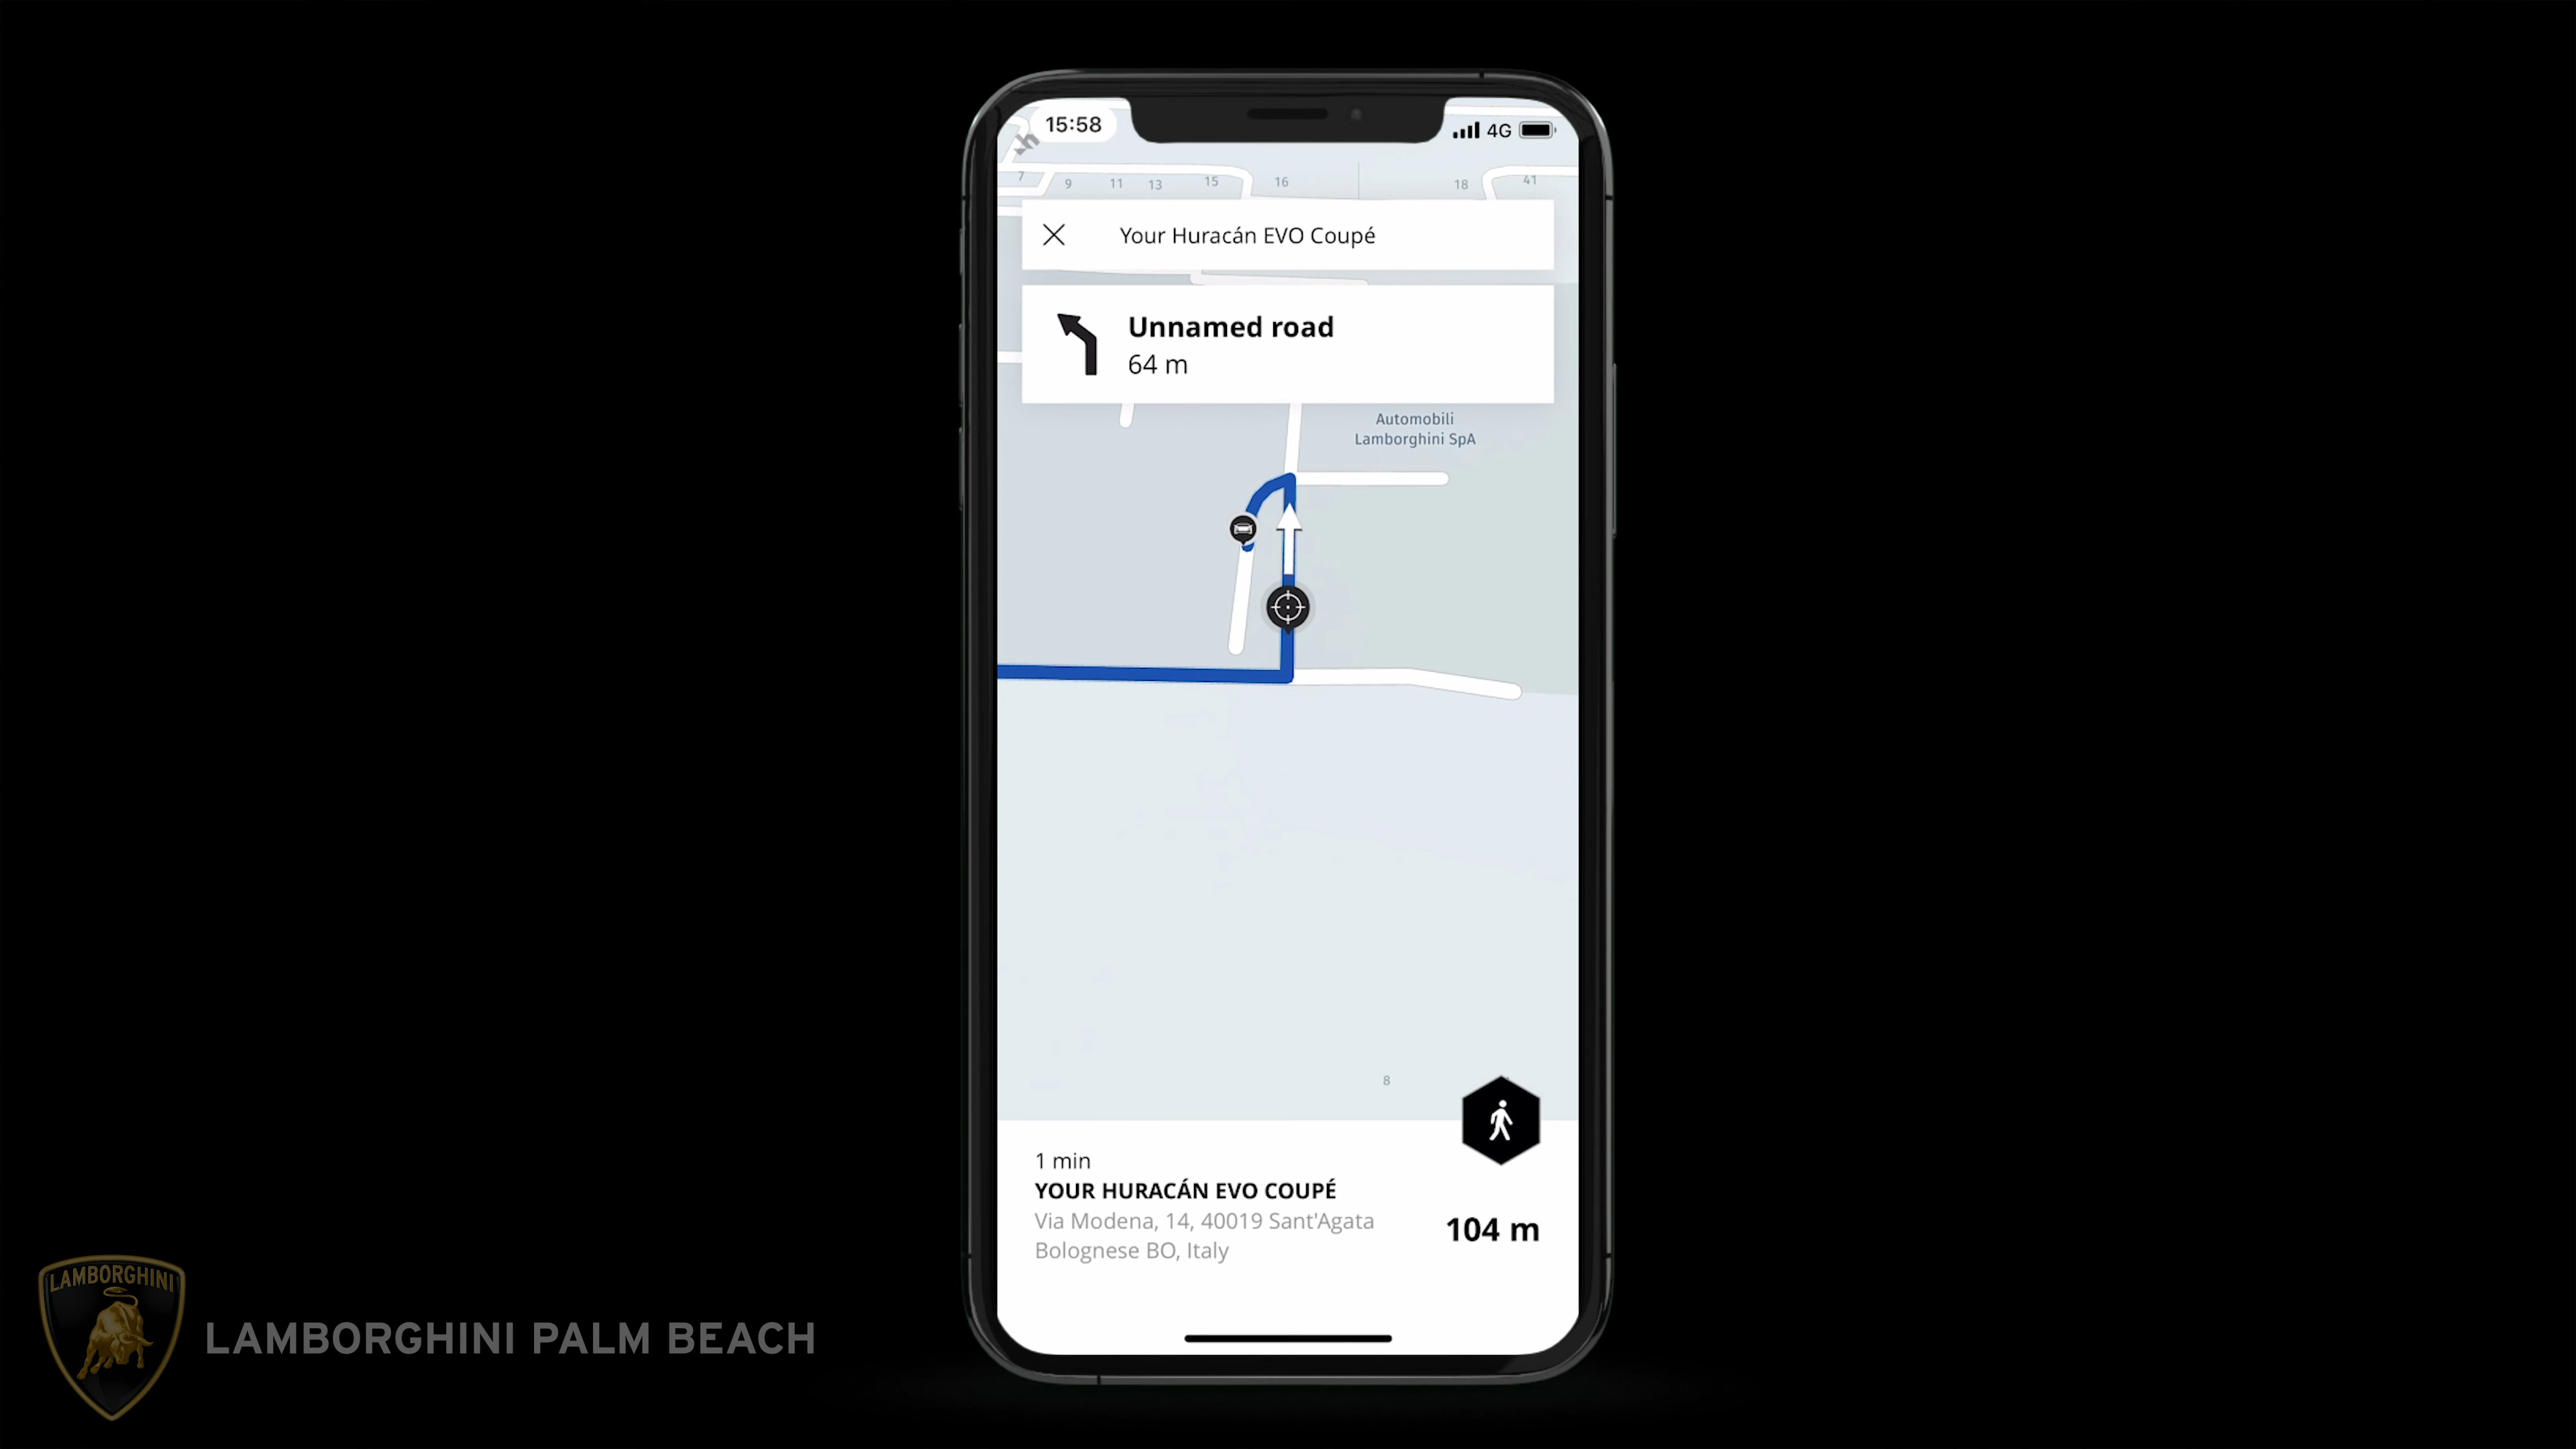 15:58
4G
7
9
11
13
15
16
18
41
Your Huracán EVO Coupé
Unnamed road
64 m
Automobili
Lamborghini SpA
8
1 min
YOUR HURACÁN EVO COUPÉ
Via Modena, 14, 40019 Sant'Agata
Bolognese BO, Italy
104 m
LAMBORGHINI
LAMBORGHINI PALM BEACH